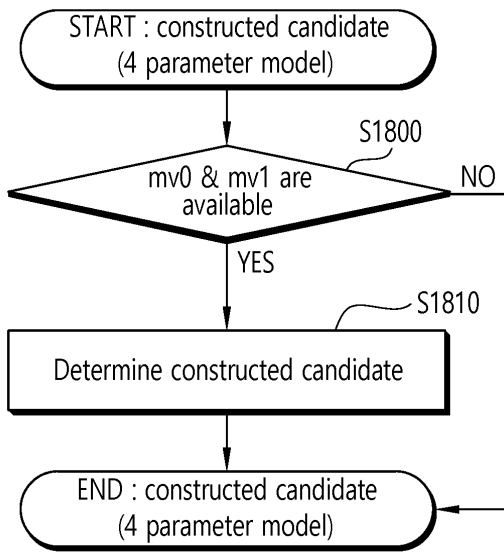 START : constructed candidate
(4 parameter model)
S1800
mv0 & mv1 are
available
NO
YES
S1810
Determine constructed candidate
END : constructed candidate
(4 parameter model)